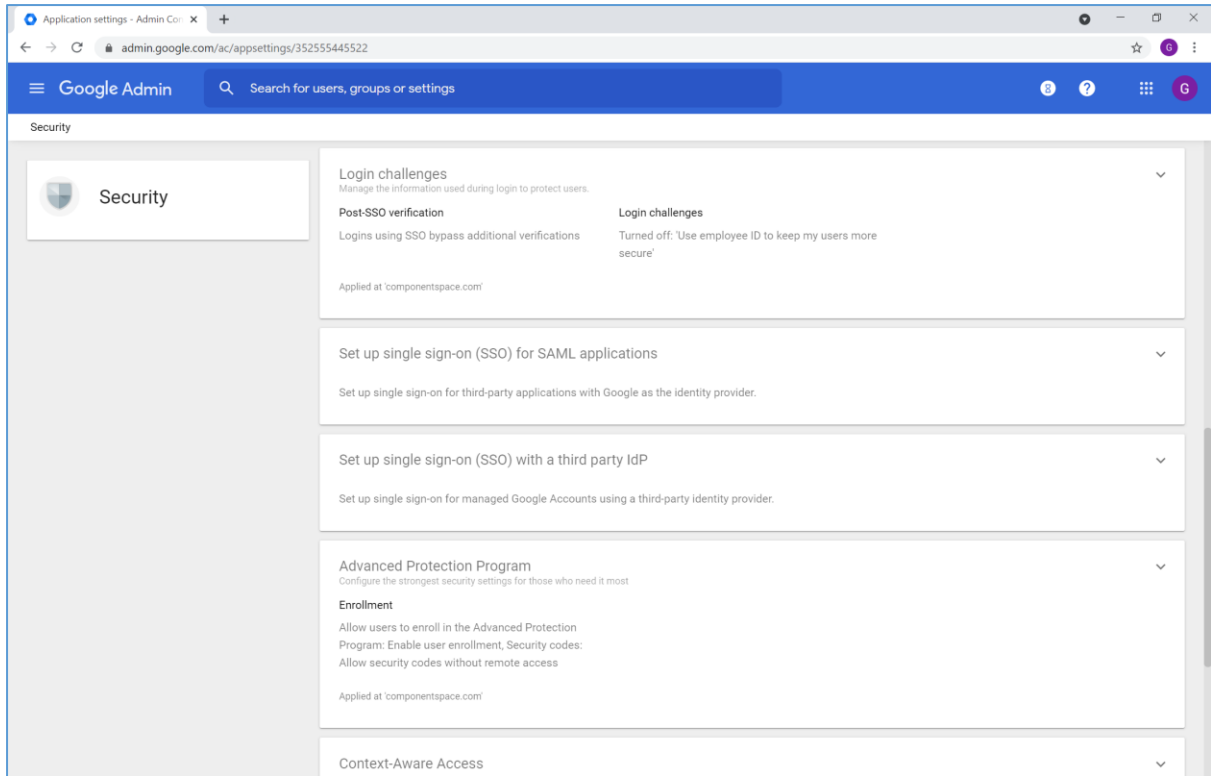 Application settings - Admin Con
admin.google.com/ac/appsettings/352555445522
G
Google Admin
Search for users, groups or settings
8
?
G
Security
Security
Login challenges
Manage the information used during login to protect users.
Post-SSO verification
Login challenges
Logins using SSO bypass additional verifications
Turned off: 'Use employee ID to keep my users more
secure'
Applied at 'componentspace.com'
Set up single sign-on (SSO) for SAML applications
Set up single sign-on for third-party applications with Google as the identity provider.
Set up single sign-on (SSO) with a third party IdP
Set up single sign-on for managed Google Accounts using a third-party identity provider.
Advanced Protection Program
Configure the strongest security settings for those who need it most
Enrollment
Allow users to enroll in the Advanced Protection
Program: Enable user enrollment, Security codes:
Allow security codes without remote access
Applied at 'componentspace.com'
Context-Aware Access